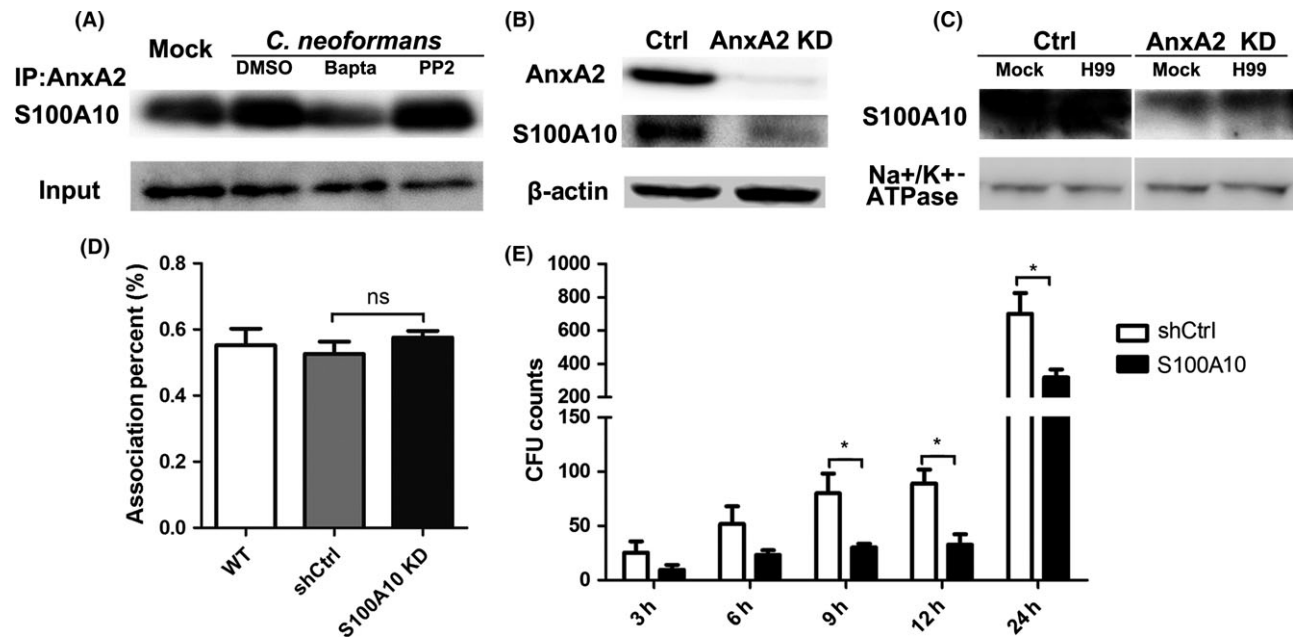 (A)
Mock
C. neoformans
DMSO Bapta PP2
IP:AnxA2
S100A10
Input
(B)
Ctrl AnxA2 KD
AnxA2
S100A10
β-actin
(C)
Ctrl AnxA2 KD
Mock H99 Mock H99
S100A10
Na+/K+-
ATPase
(D)
Association percent (%)
0.8
0.6
0.4
0.2
0.0
ns
WT
shCtrl
S100A10 KD
(E)
CFU counts
1000
800
600
400
200
150
100
50
0
*
*
*
3 h
6 h
9 h
12 h
24 h
shCtrl
S100A10